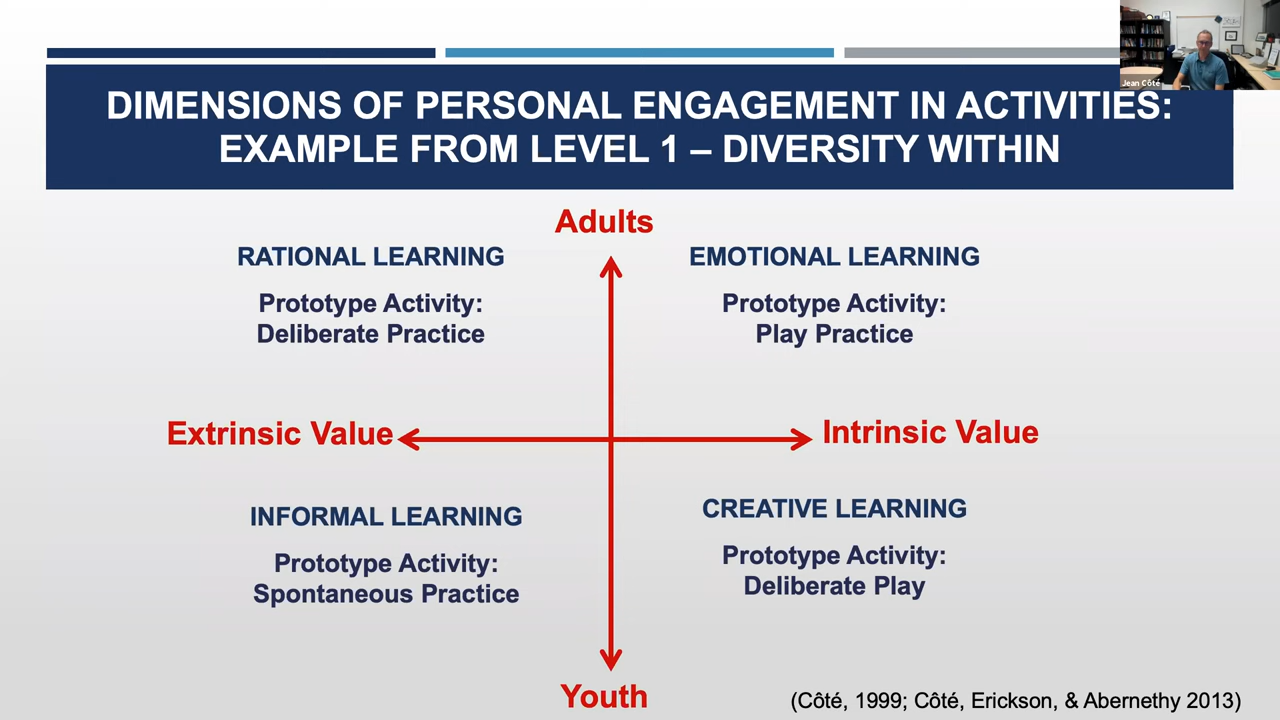 Jean Côté
DIMENSIONS OF PERSONAL ENGAGEMENT IN ACTIVITIES:
EXAMPLE FROM LEVEL 1 – DIVERSITY WITHIN
Adults
RATIONAL LEARNING
Prototype Activity:
Deliberate Practice
EMOTIONAL LEARNING
Prototype Activity:
Play Practice
Extrinsic Value
Intrinsic Value
INFORMAL LEARNING
Prototype Activity:
Spontaneous Practice
CREATIVE LEARNING
Prototype Activity:
Deliberate Play
Youth
(Côté, 1999; Côté, Erickson, & Abernethy 2013)